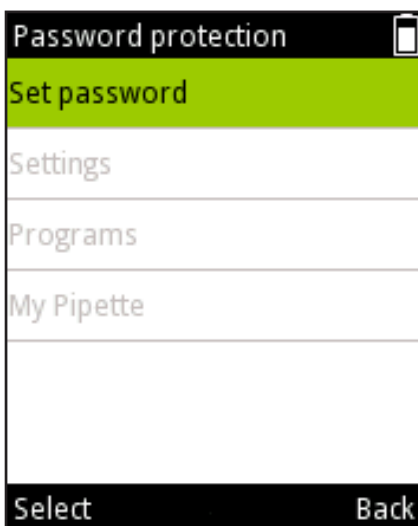 Password protection
Set password
Settings
Programs
My Pipette
Select Back